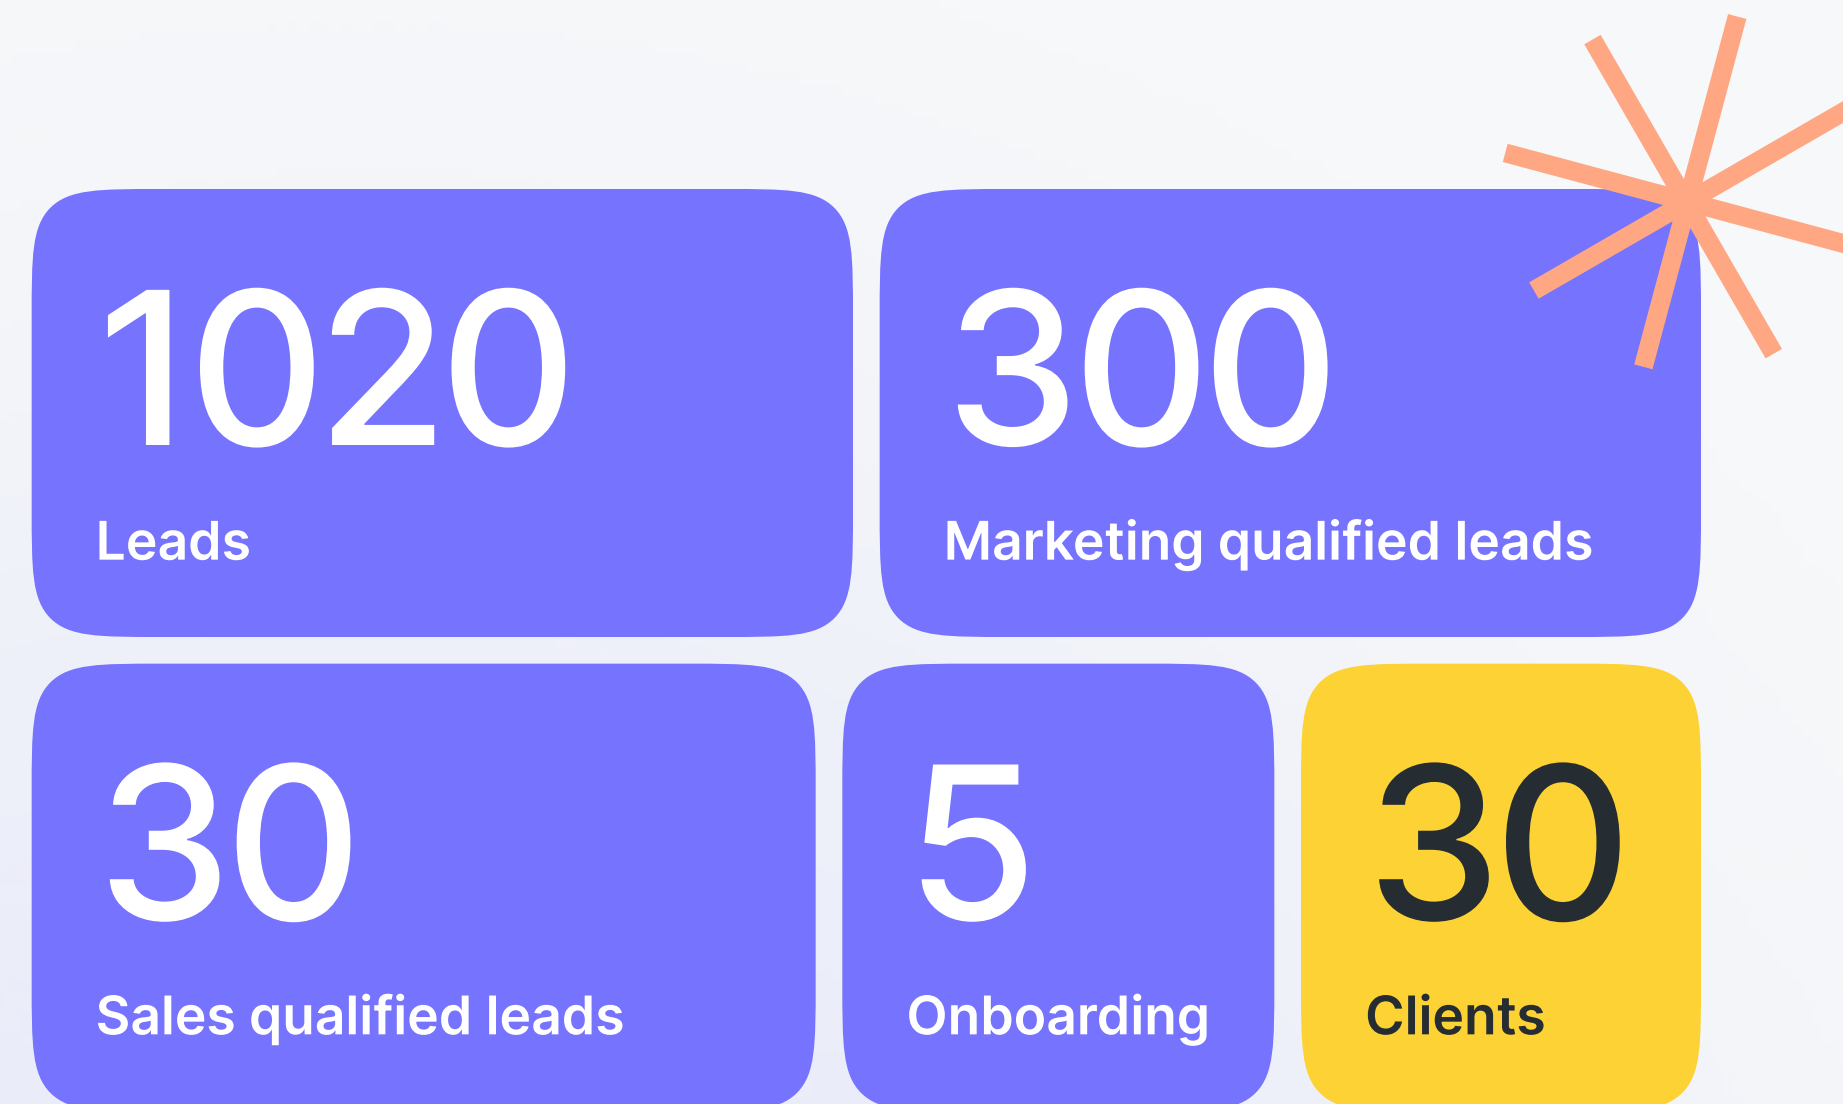 1020
Leads
300
Marketing qualified leads
30
Sales qualified leads
5
Onboarding
30
Clients